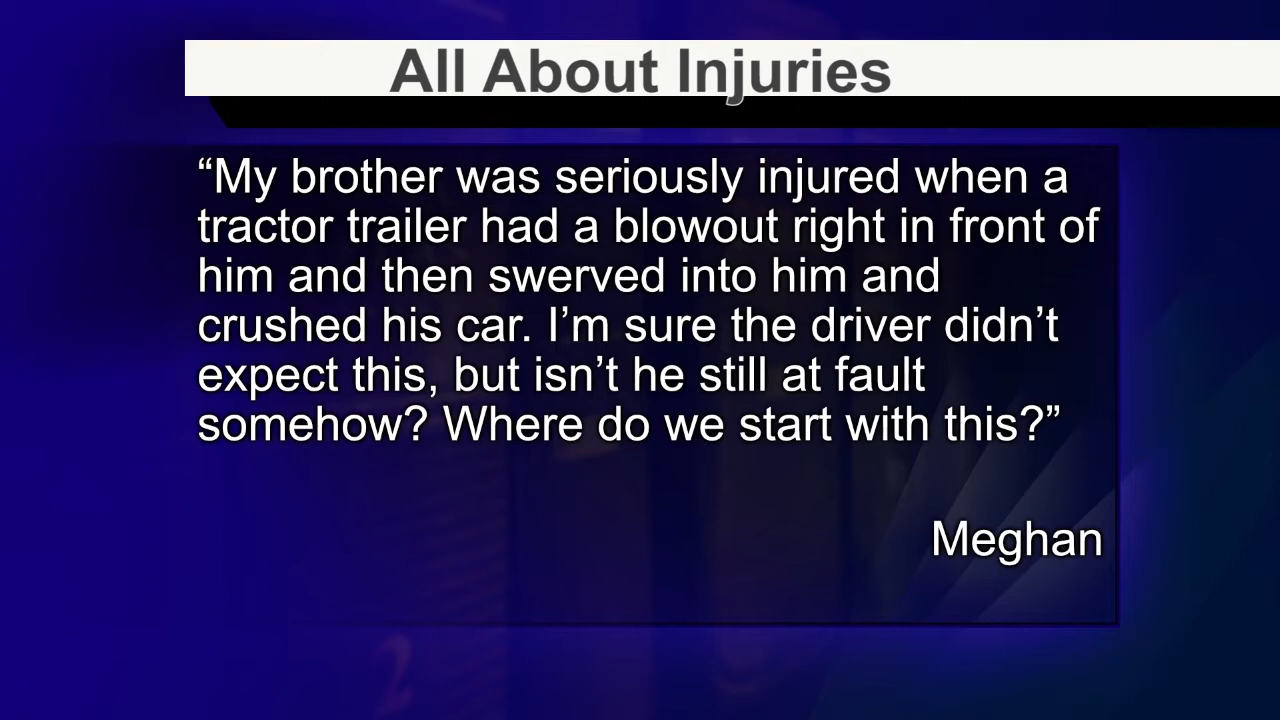 All About Injuries
“My brother was seriously injured when a
tractor trailer had a blowout right in front of
him and then swerved into him and
crushed his car. I’m sure the driver didn’t
expect this, but isn’t he still at fault
somehow? Where do we start with this?”
Meghan